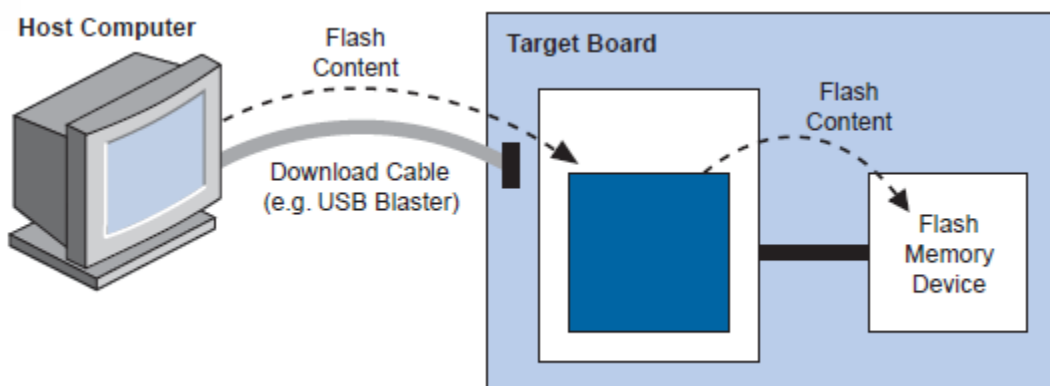 Host Computer
Flash
Content
Download Cable
(e.g. USB Blaster)
Target Board
Flash
Content
Flash
Memory
Device